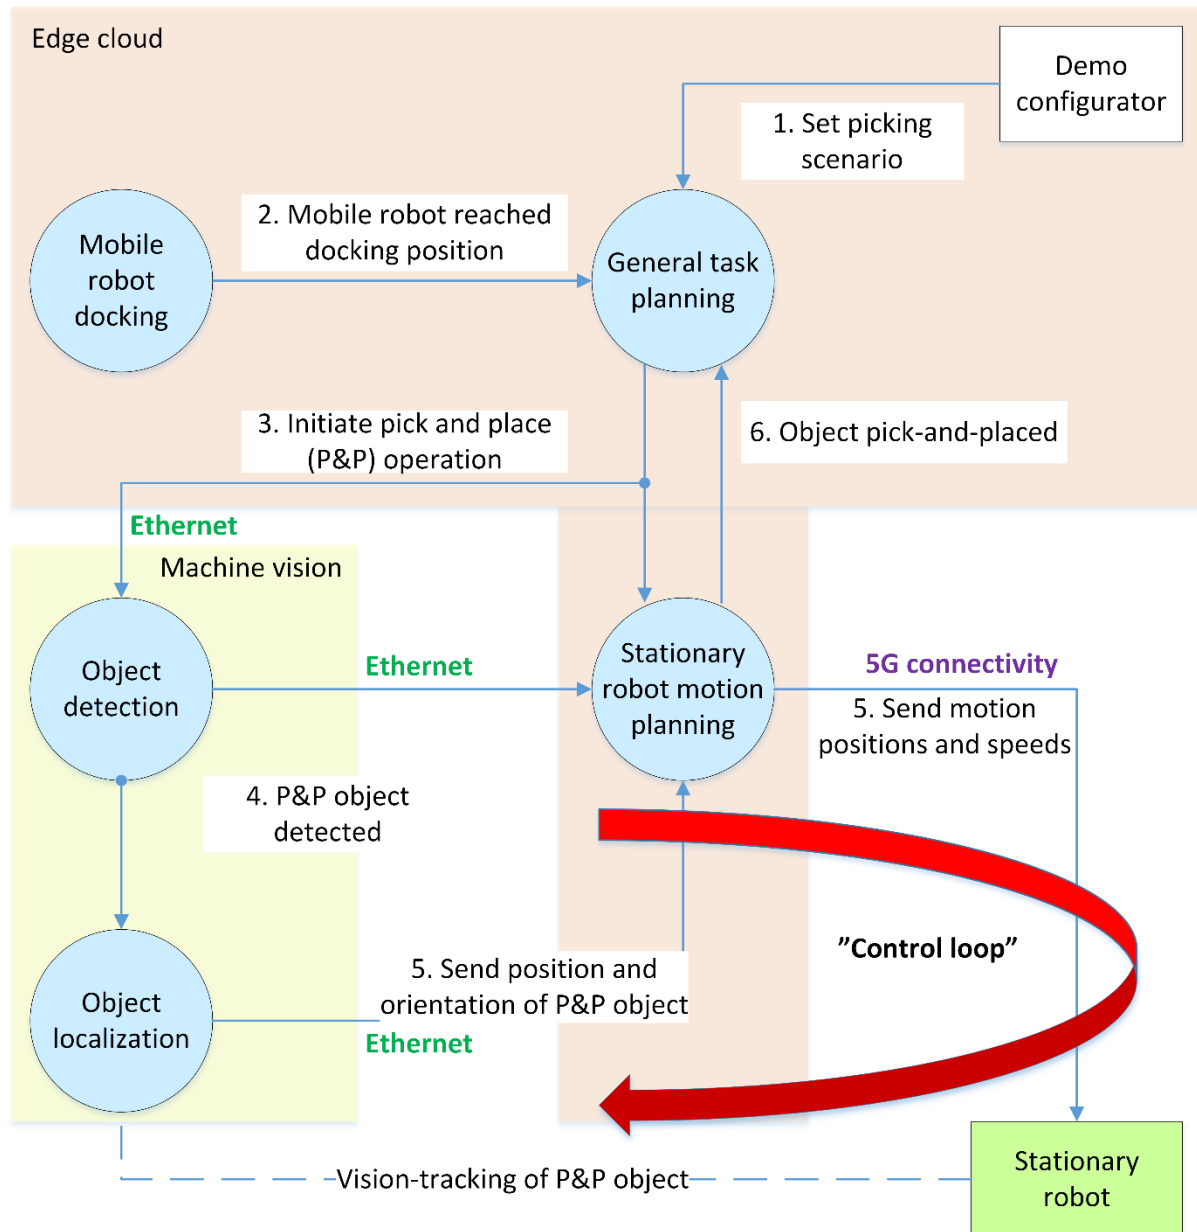 Edge cloud
Demo
configurator
1. Set picking
scenario
2. Mobile robot reached
docking position
Mobile
robot
docking
General task
planning
3. Initiate pick and place
(P&P) operation
6. Object pick-and-placed
Ethernet
Machine vision
Object
detection
Ethernet
Stationary
robot motion
planning
5G connectivity
5. Send motion
positions and speeds
4. P&P object
detected
”Control loop”
Object
localization
5. Send position and
orientation of P&P object
Ethernet
Vision-tracking of P&P object
Stationary
robot